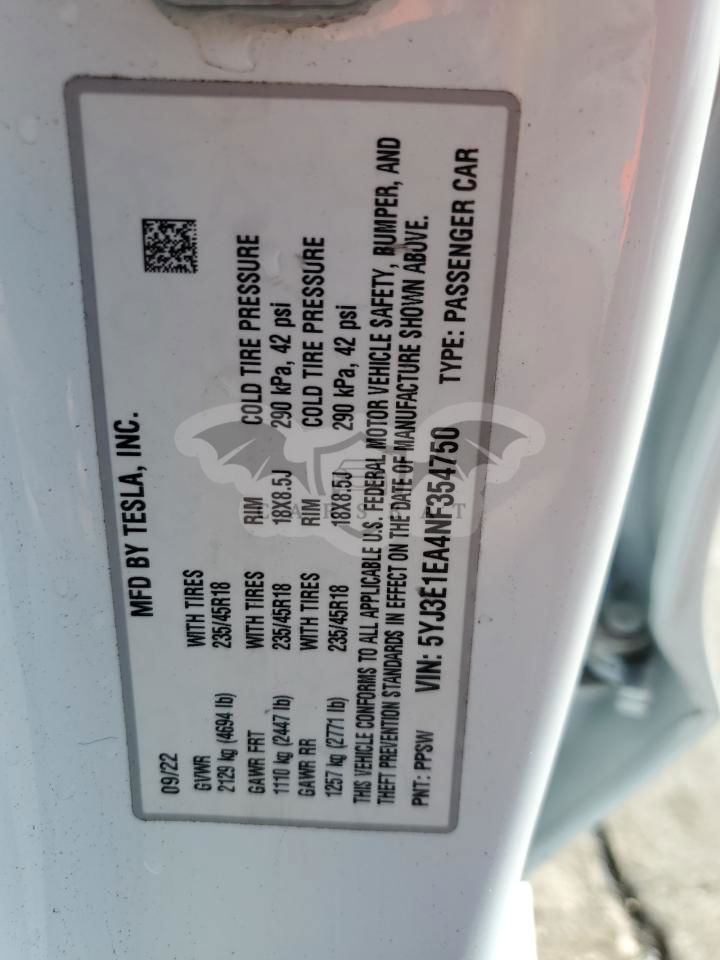 MFD BY TESLA, INC.
09/22
GVWR WITH TIRES
2129 kg (4694 lb) 235/45R18
GAWR FRT WITH TIRES RIM COLD TIRE PRESSURE
1110 kg (2447 lb) 235/45R18 18X8.5J 290 kPa, 42 psi
GAWR RR WITH TIRES RIM COLD TIRE PRESSURE
1257 kg (2771 lb) 235/45R18 18X8.5J 290 kPa, 42 psi
THIS VEHICLE CONFORMS TO ALL APPLICABLE U.S. FEDERAL MOTOR VEHICLE SAFETY, BUMPER, AND
THEFT PREVENTION STANDARDS IN EFFECT ON THE DATE OF MANUFACTURE SHOWN ABOVE.
PNT: PPSW VIN: 5YJ3E1EA4NF354750 TYPE: PASSENGER CAR